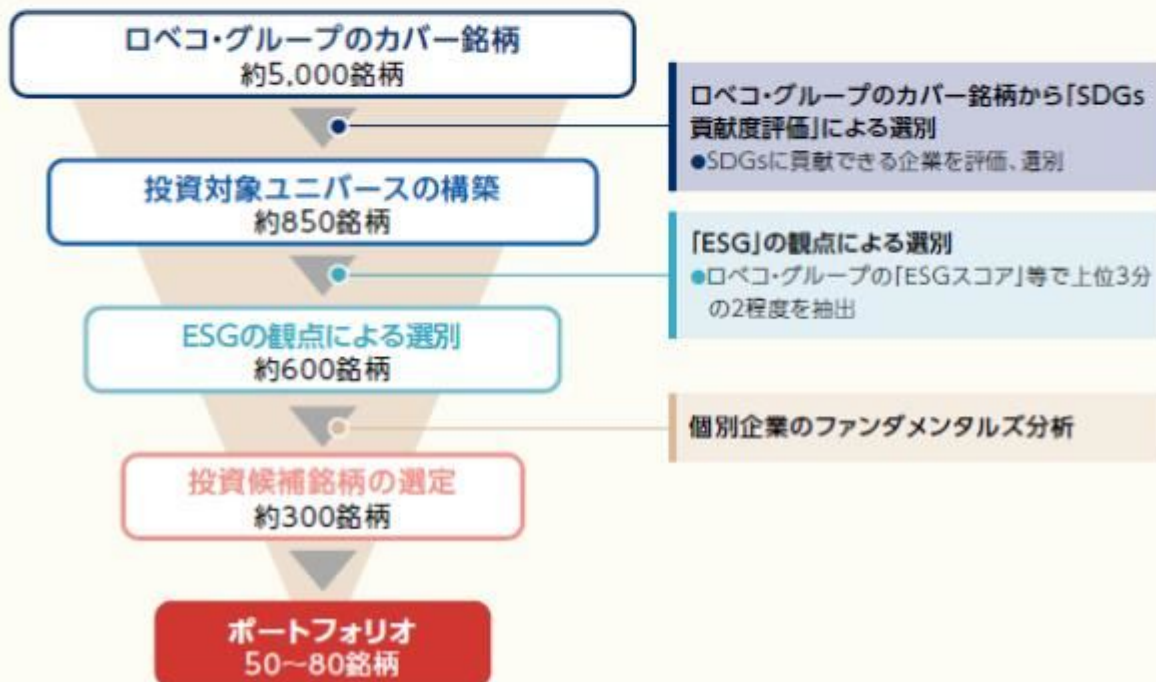 ロベコ・グループのカバー銘柄
約5,000銘柄
ロベコ・グループのカバー銘柄から「SDGs
貢献度評価」による選別
●SDGsに貢献できる企業を評価、選別
投資対象ユニバースの構築
約850銘柄
「ESG」の観点による選別
●ロベコ・グループの「ESGスコア」等で上位3分
の2程度を抽出
ESGの観点による選別
約600銘柄
個別企業のファンダメンタルズ分析
投資候補銘柄の選定
約300銘柄
ポートフォリオ
50～80銘柄